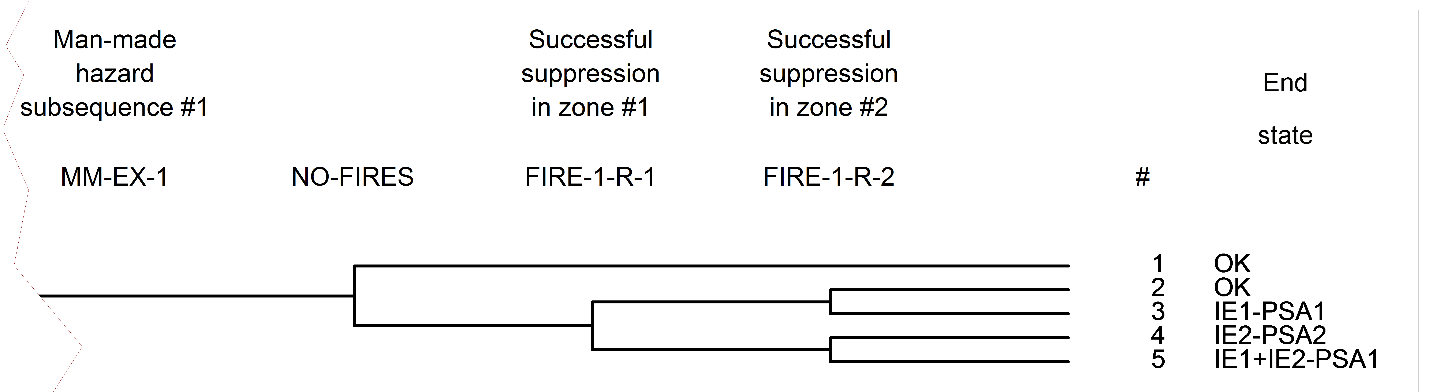 Man-made
hazard
subsequence #1
Successful
suppression
in zone #1
Successful
suppression
in zone #2
End
state
MM-EX-1
NO-FIRES
FIRE-1-R-1
FIRE-1-R-2
#
1 OK
2 OK
3 IE1-PSA1
4 IE2-PSA2
5 IE1+IE2-PSA1